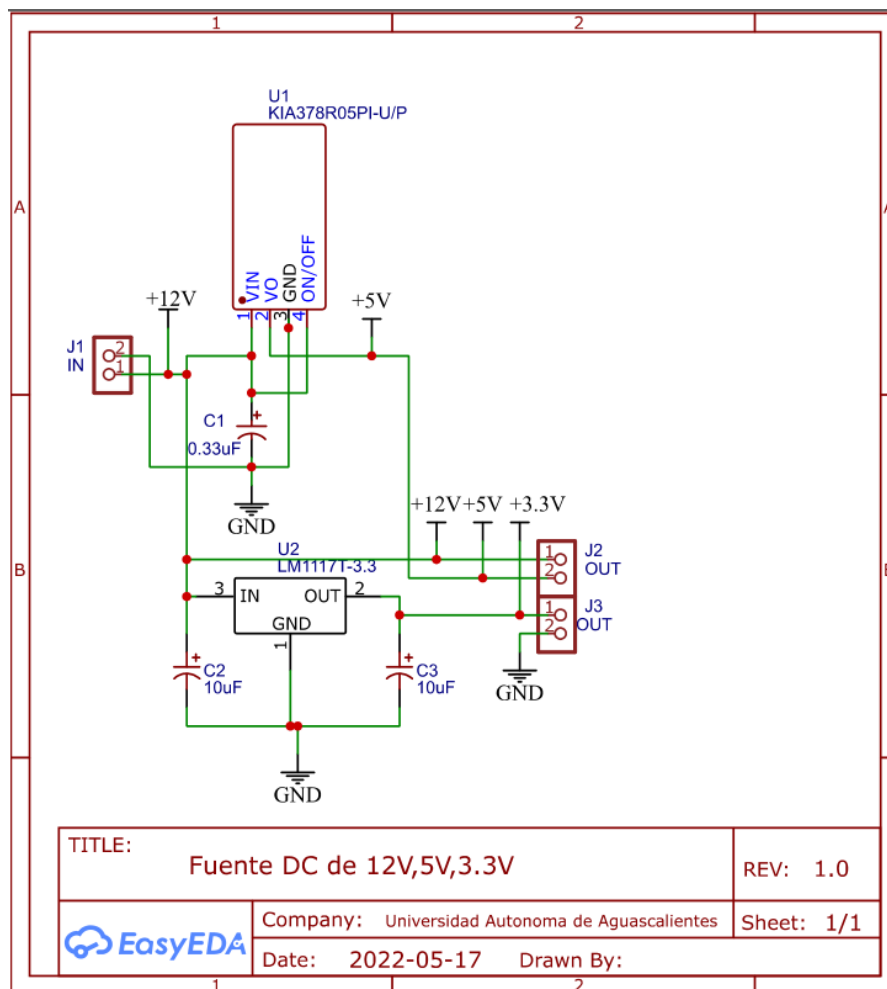 1
2
U1
KIA378R05PI-U/P
A
VIN
VO
GND
ON/OFF
1
2
3
4
+12V
+5V
J1
IN
2
1
C1
+
0.33uF
GND
+12V
+5V
+3.3V
B
U2
LM1117T-3.3
3
IN
OUT
2
GND
1
1
2
J2
OUT
1
2
J3
OUT
+
C2
10uF
+
C3
10uF
GND
GND
TITLE:
Fuente DC de 12V,5V,3.3V
REV: 1.0
EasyEDA
Company: Universidad Autonoma de Aguascalientes
Sheet: 1/1
Date: 2022-05-17
Drawn By:
1
2